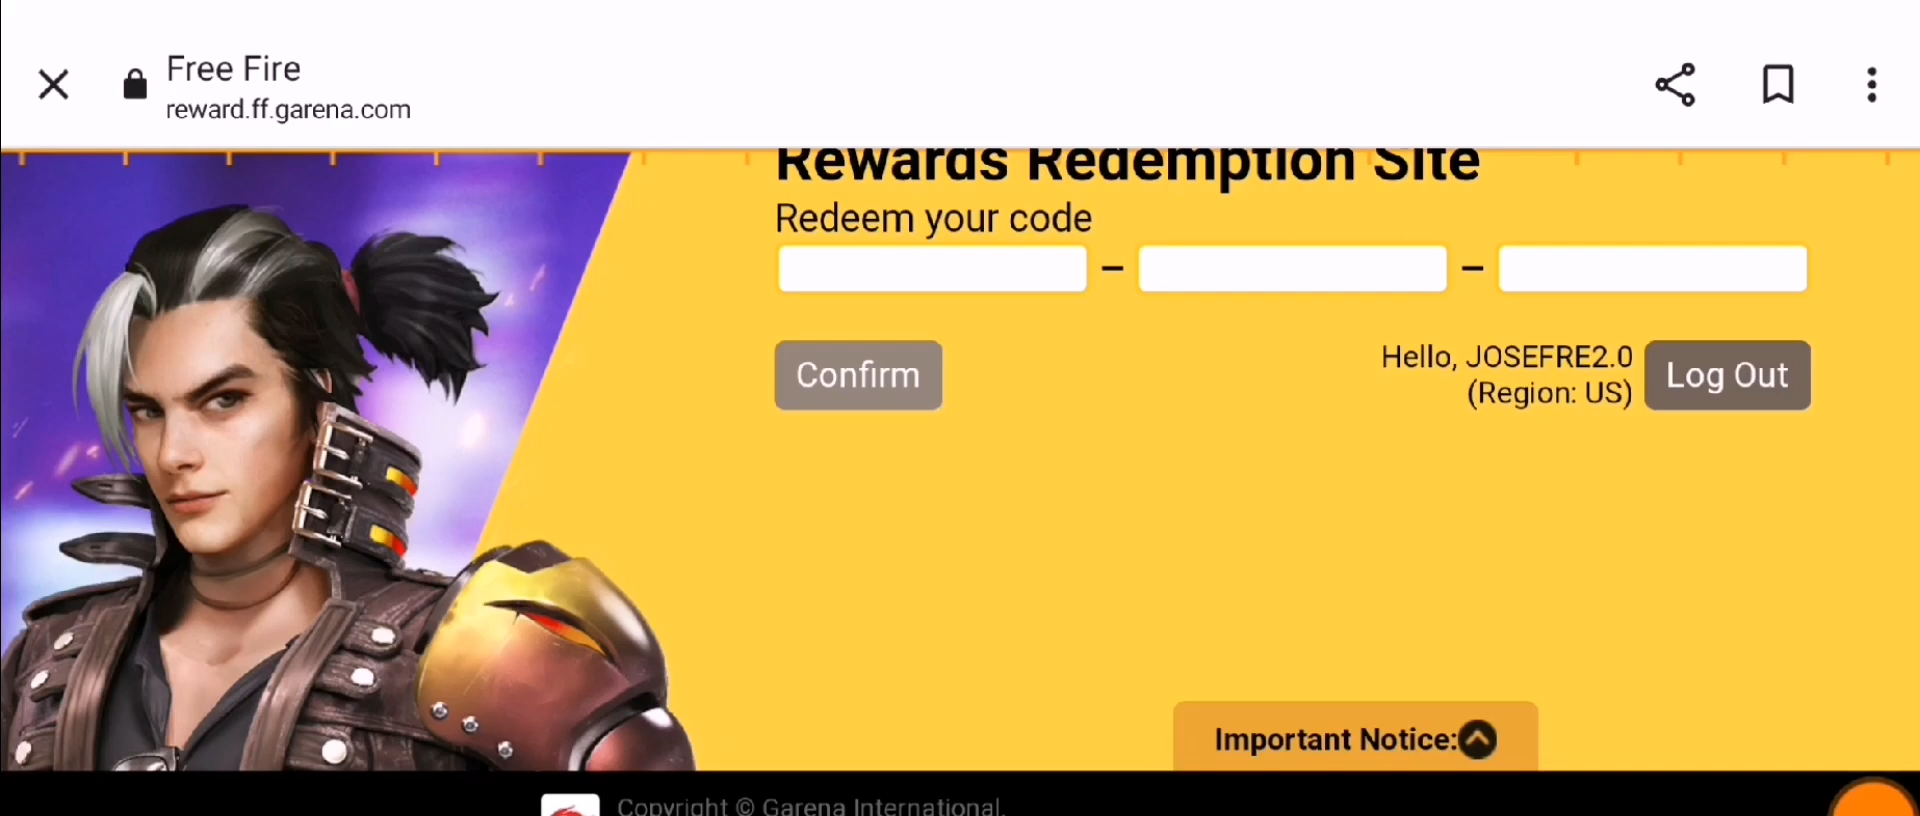 Free Fire
reward.ff.garena.com
Rewards Redemption Site
Redeem your code
– –
Confirm
Hello, JOSEFRE2.0
(Region: US)
Log Out
Important Notice:
Copyright © Garena International.